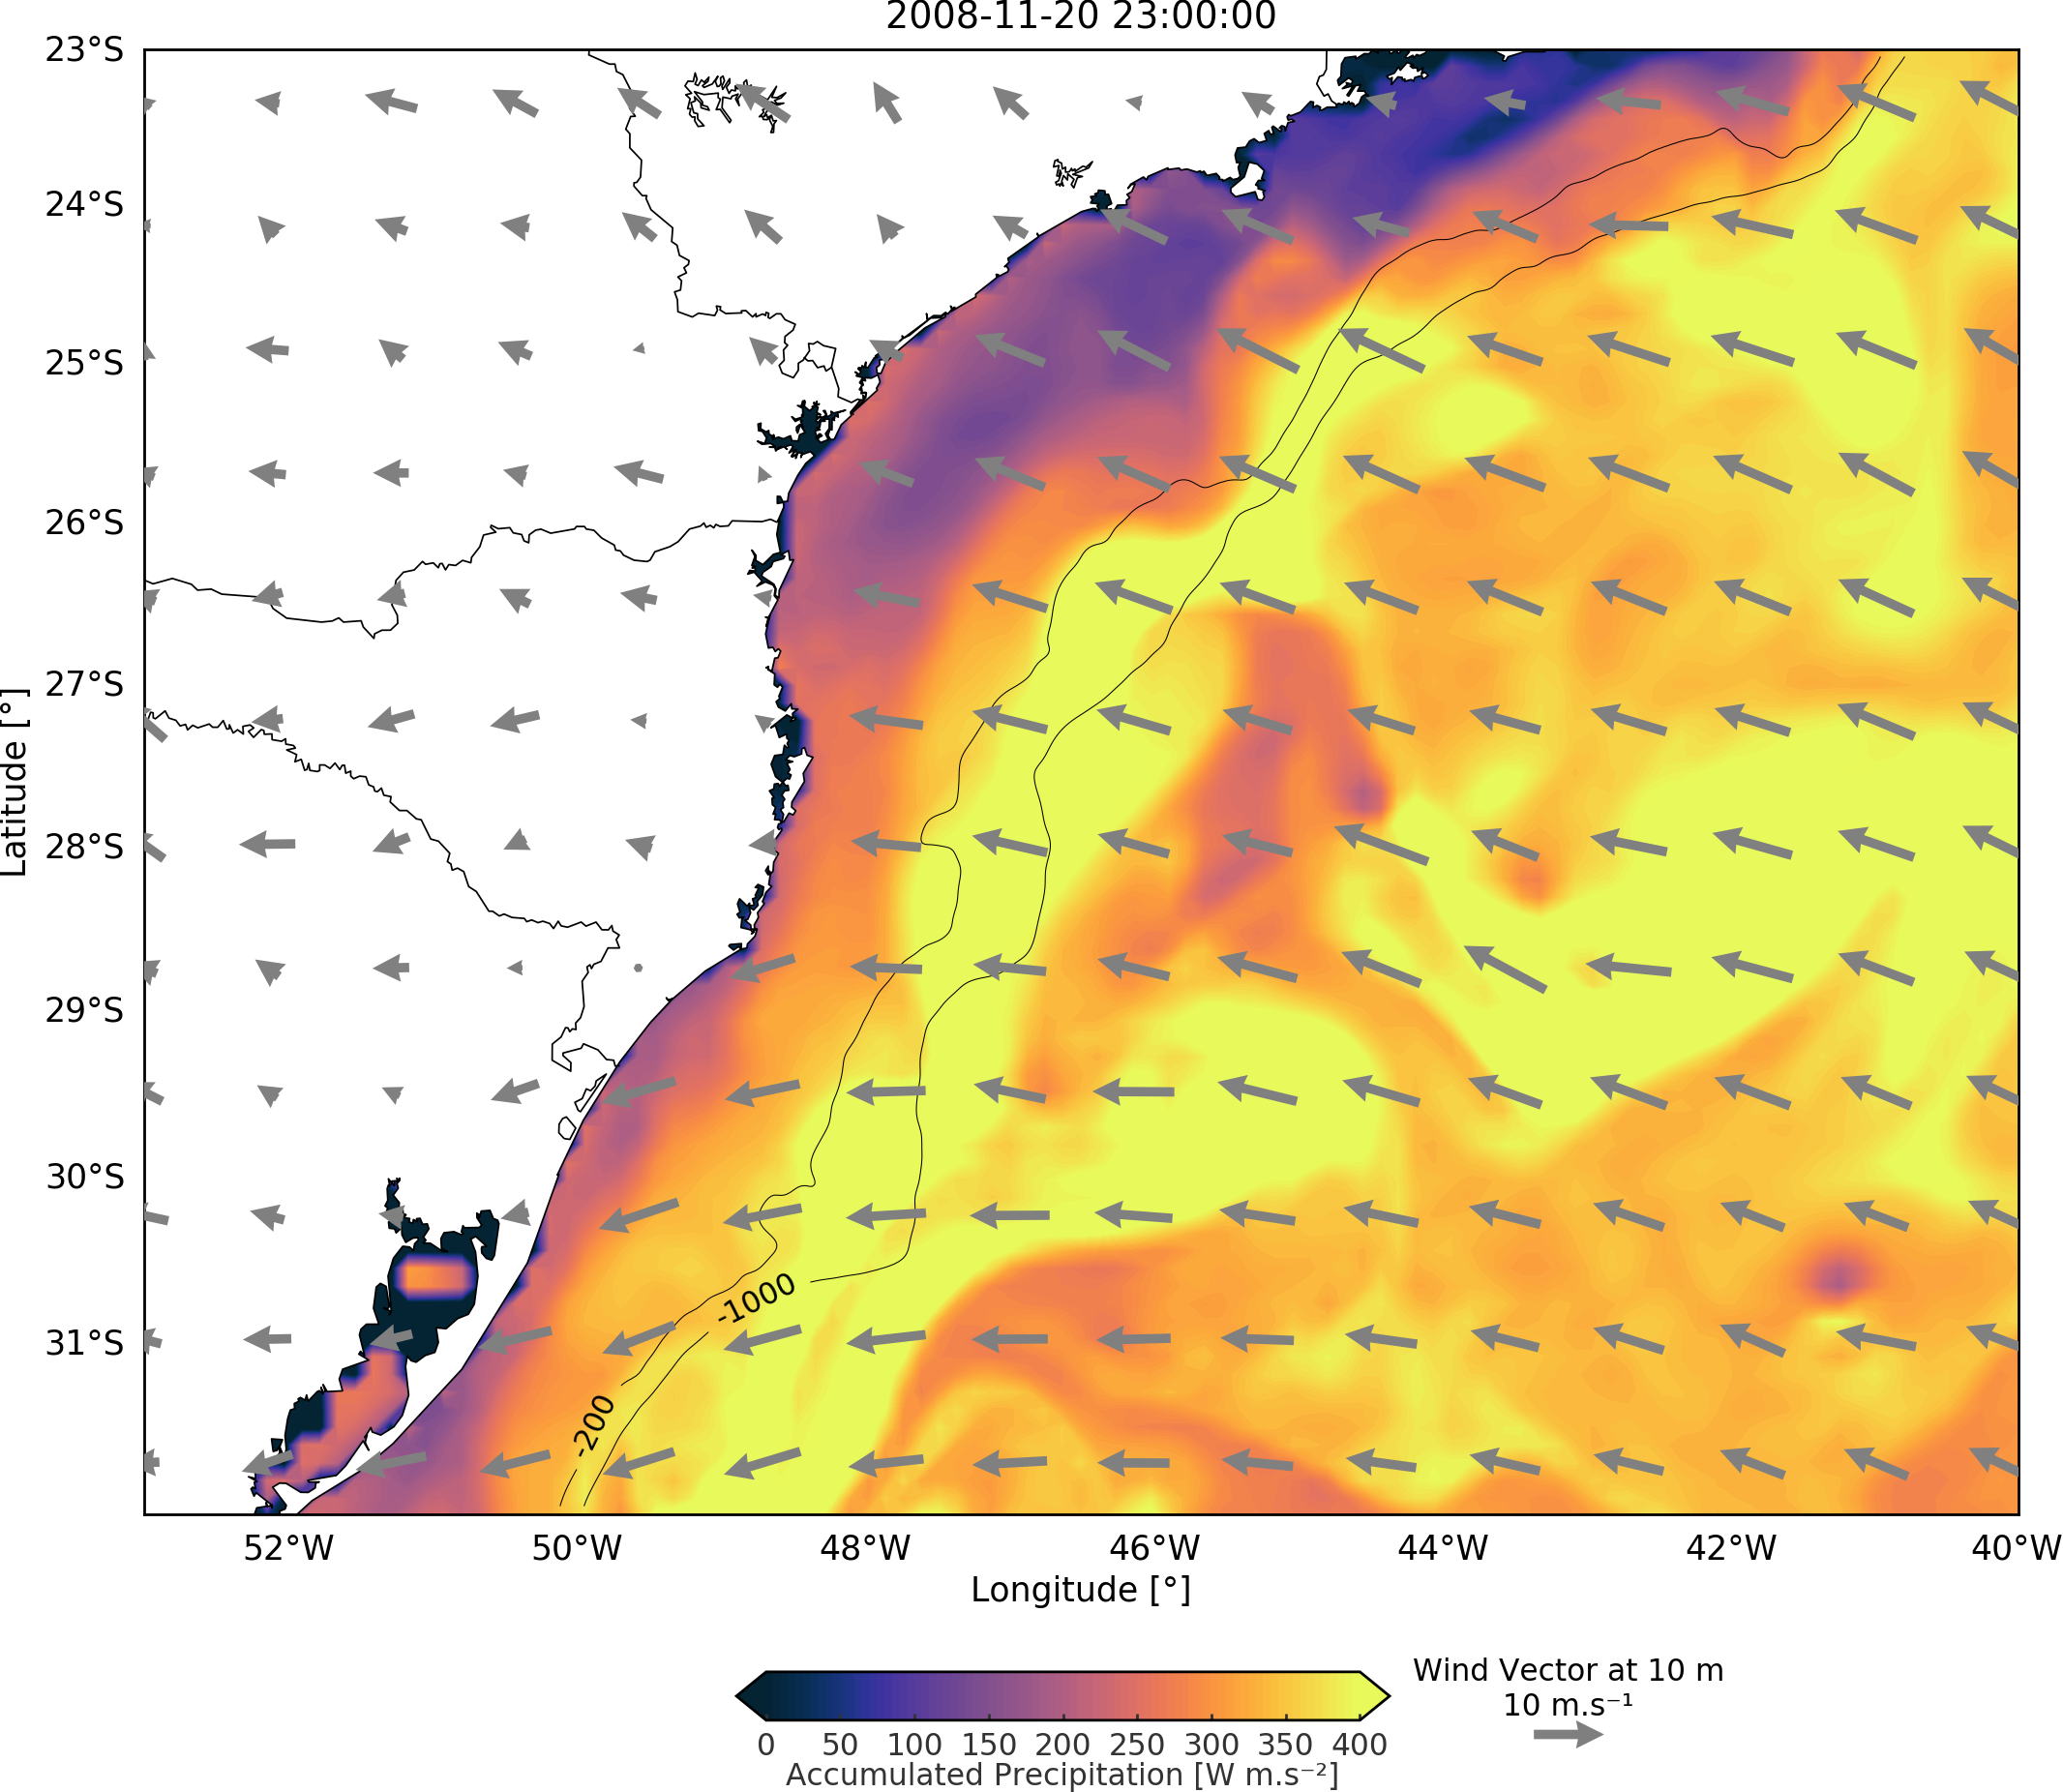 2008-11-20 23:00:00
23°S
24°S
25°S
26°S
27°S
28°S
29°S
30°S
31°S
Latitude [°]
-1000
-200
52°W 50°W 48°W 46°W 44°W 42°W 40°W
Longitude [°]
Wind Vector at 10 m
10 m.s⁻¹
0 50 100 150 200 250 300 350 400
Accumulated Precipitation [W m.s⁻²]